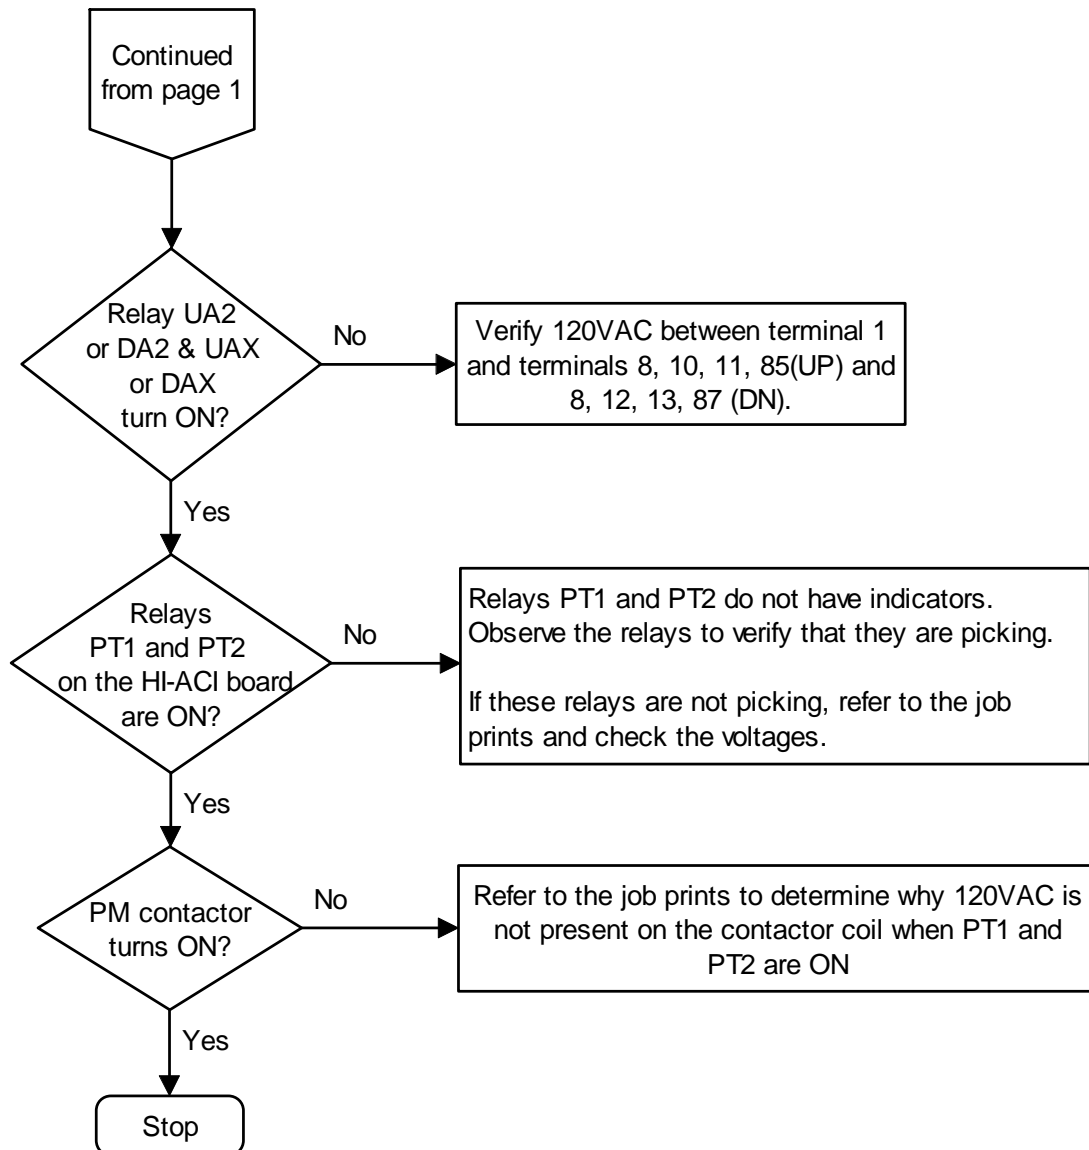 Continued
from page 1
Relay UA2
or DA2 & UAX
or DAX
turn ON?
No
Verify 120VAC between terminal 1
and terminals 8, 10, 11, 85(UP) and
8, 12, 13, 87 (DN).
Yes
Relays
PT1 and PT2
on the HI-ACI board
are ON?
No
Relays PT1 and PT2 do not have indicators.
Observe the relays to verify that they are picking.
If these relays are not picking, refer to the job
prints and check the voltages.
Yes
PM contactor
turns ON?
No
Refer to the job prints to determine why 120VAC is
not present on the contactor coil when PT1 and
PT2 are ON
Yes
Stop